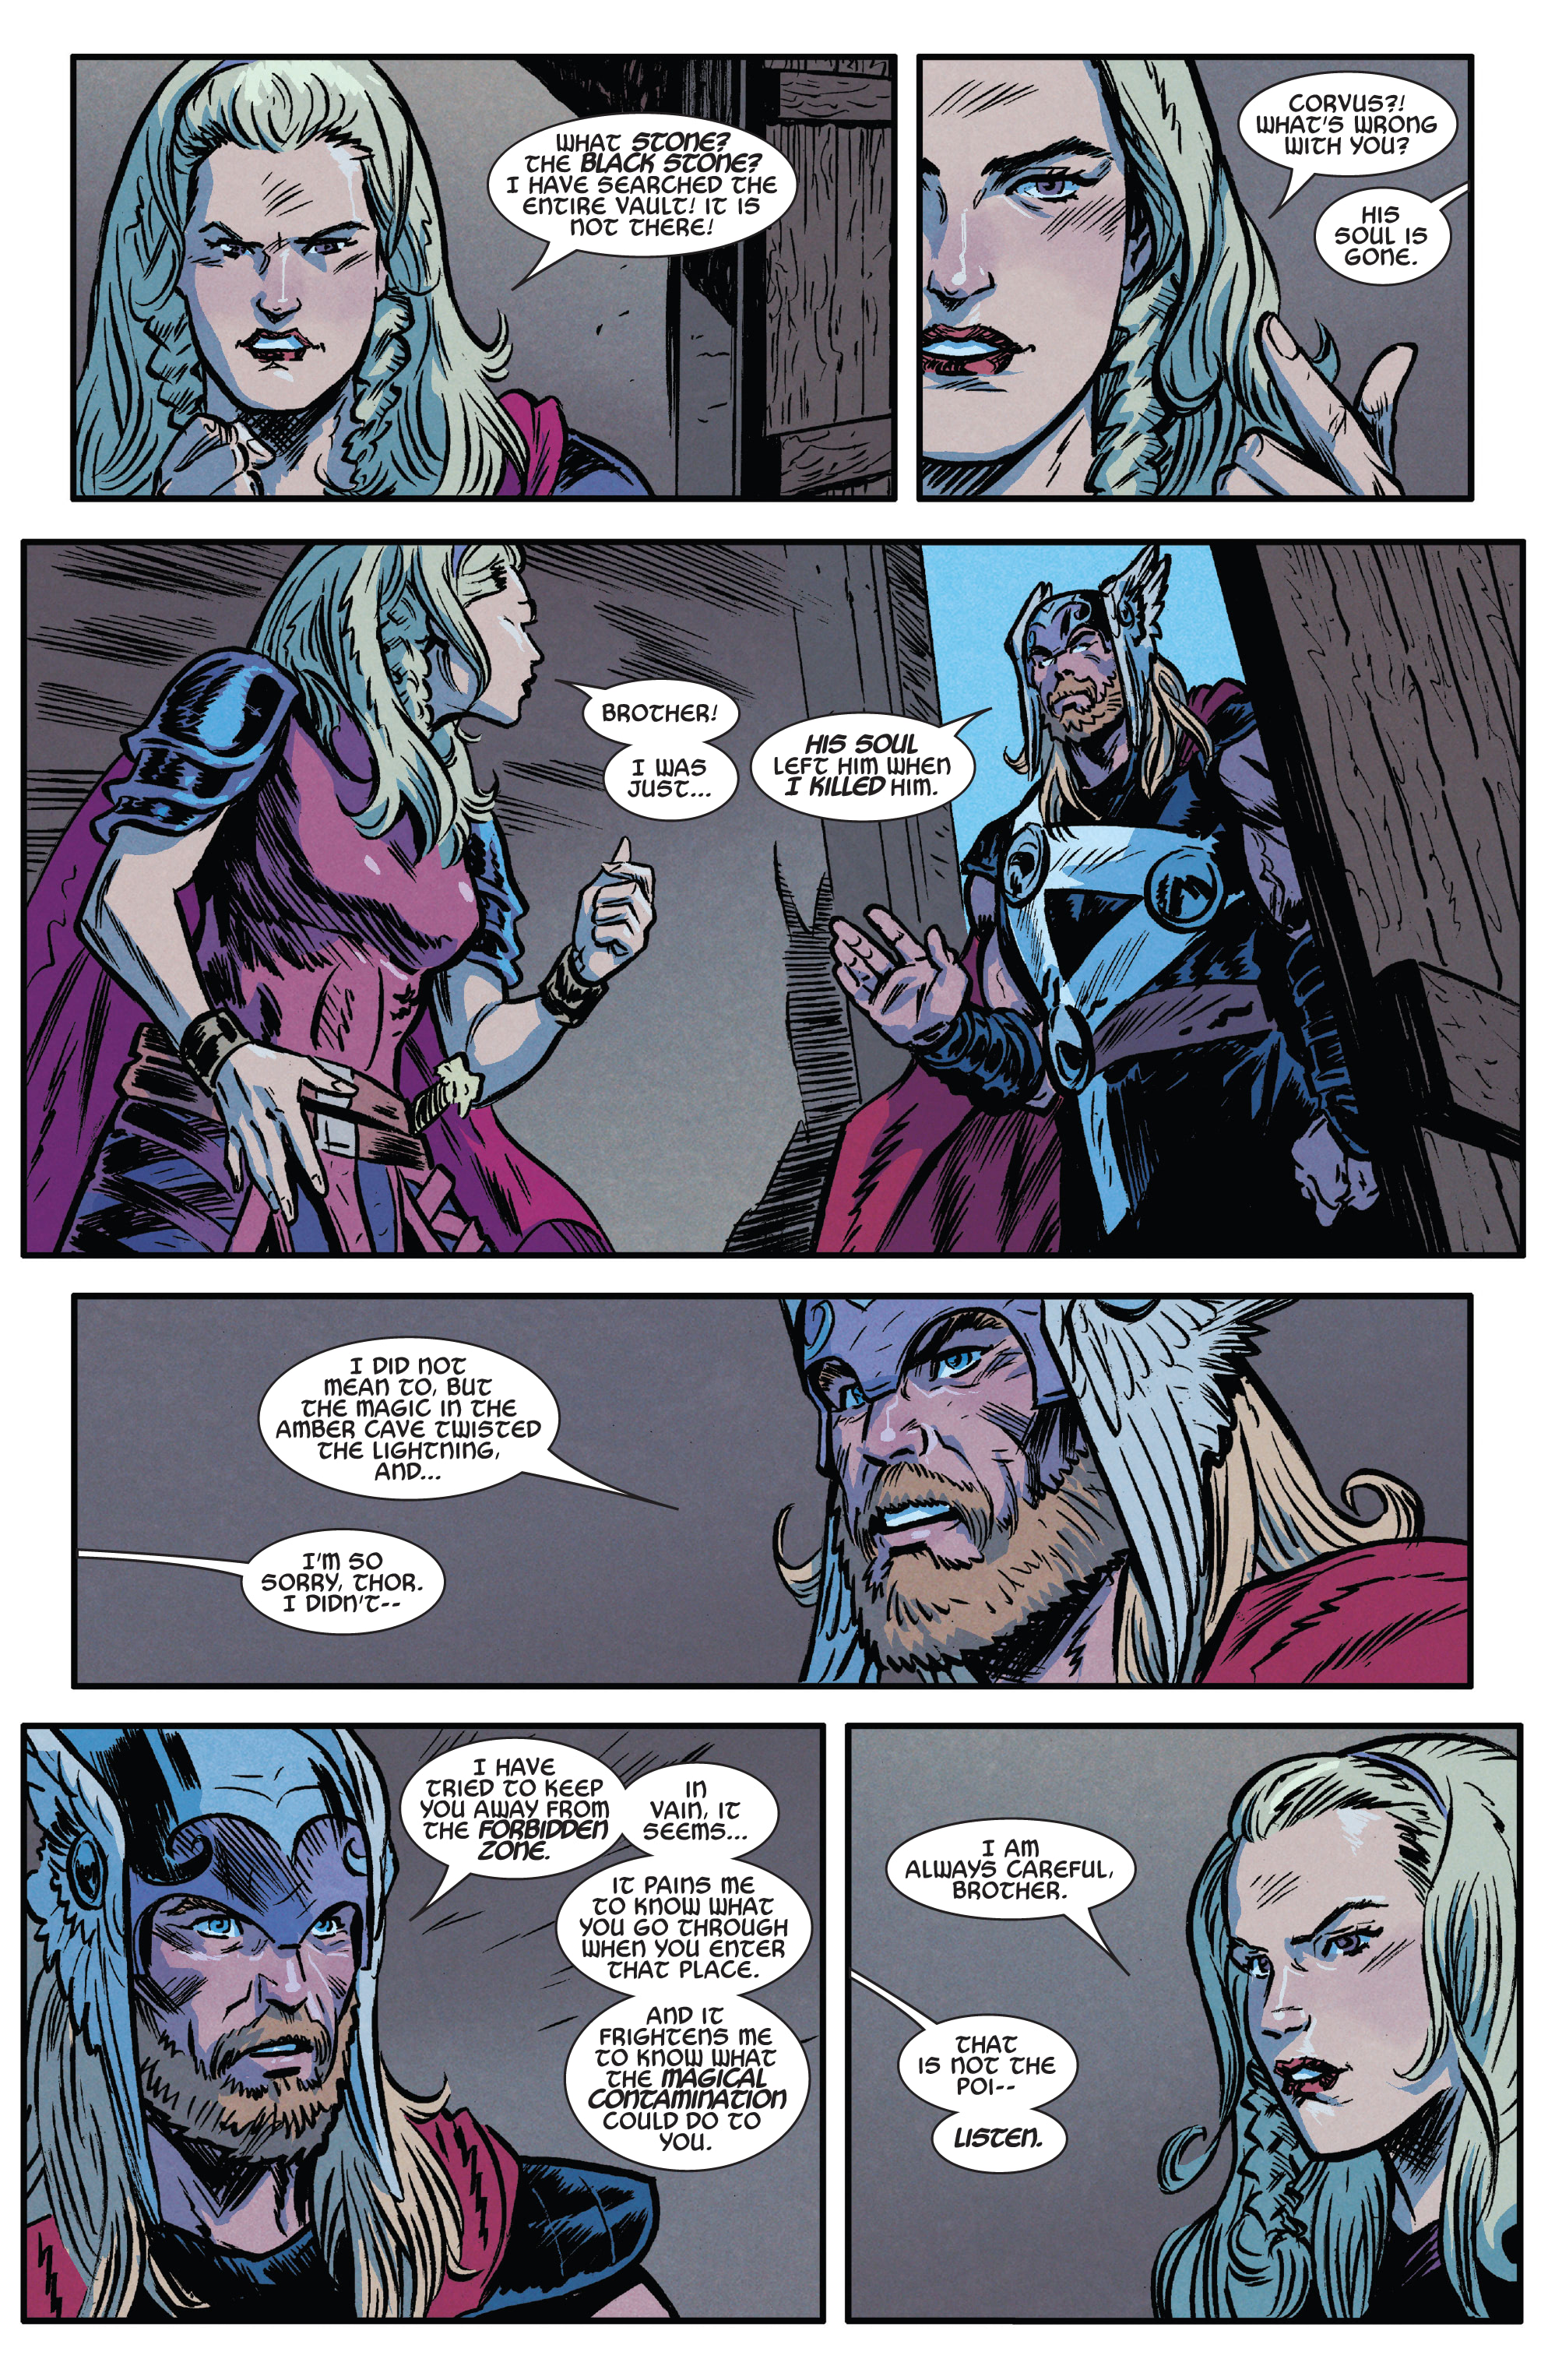 WHAT STONE?
THE BLACK STONE?
I HAVE SEARCHED THE
ENTIRE VAULT! IT IS
NOT THERE!
CORVUS?!
WHAT'S WRONG
WITH YOU?
HIS
SOUL IS
GONE.
BROTHER!
I WAS
JUST...
HIS SOUL
LEFT HIM WHEN
I KILLED HIM.
I DID NOT
MEAN TO, BUT
THE MAGIC IN THE
AMBER CAVE TWISTED
THE LIGHTNING,
AND...
I'M SO
SORRY, THOR.
I DIDN'T--
I HAVE
TRIED TO KEEP
YOU AWAY FROM
THE FORBIDDEN
ZONE.
IN
VAIN, IT
SEEMS...
IT PAINS ME
TO KNOW WHAT
YOU GO THROUGH
WHEN YOU ENTER
THAT PLACE.
AND IT
FRIGHTENS ME
TO KNOW WHAT
THE MAGICAL
CONTAMINATION
COULD DO TO
YOU.
I AM
ALWAYS CAREFUL,
BROTHER.
THAT
IS NOT THE
POI--
LISTEN.